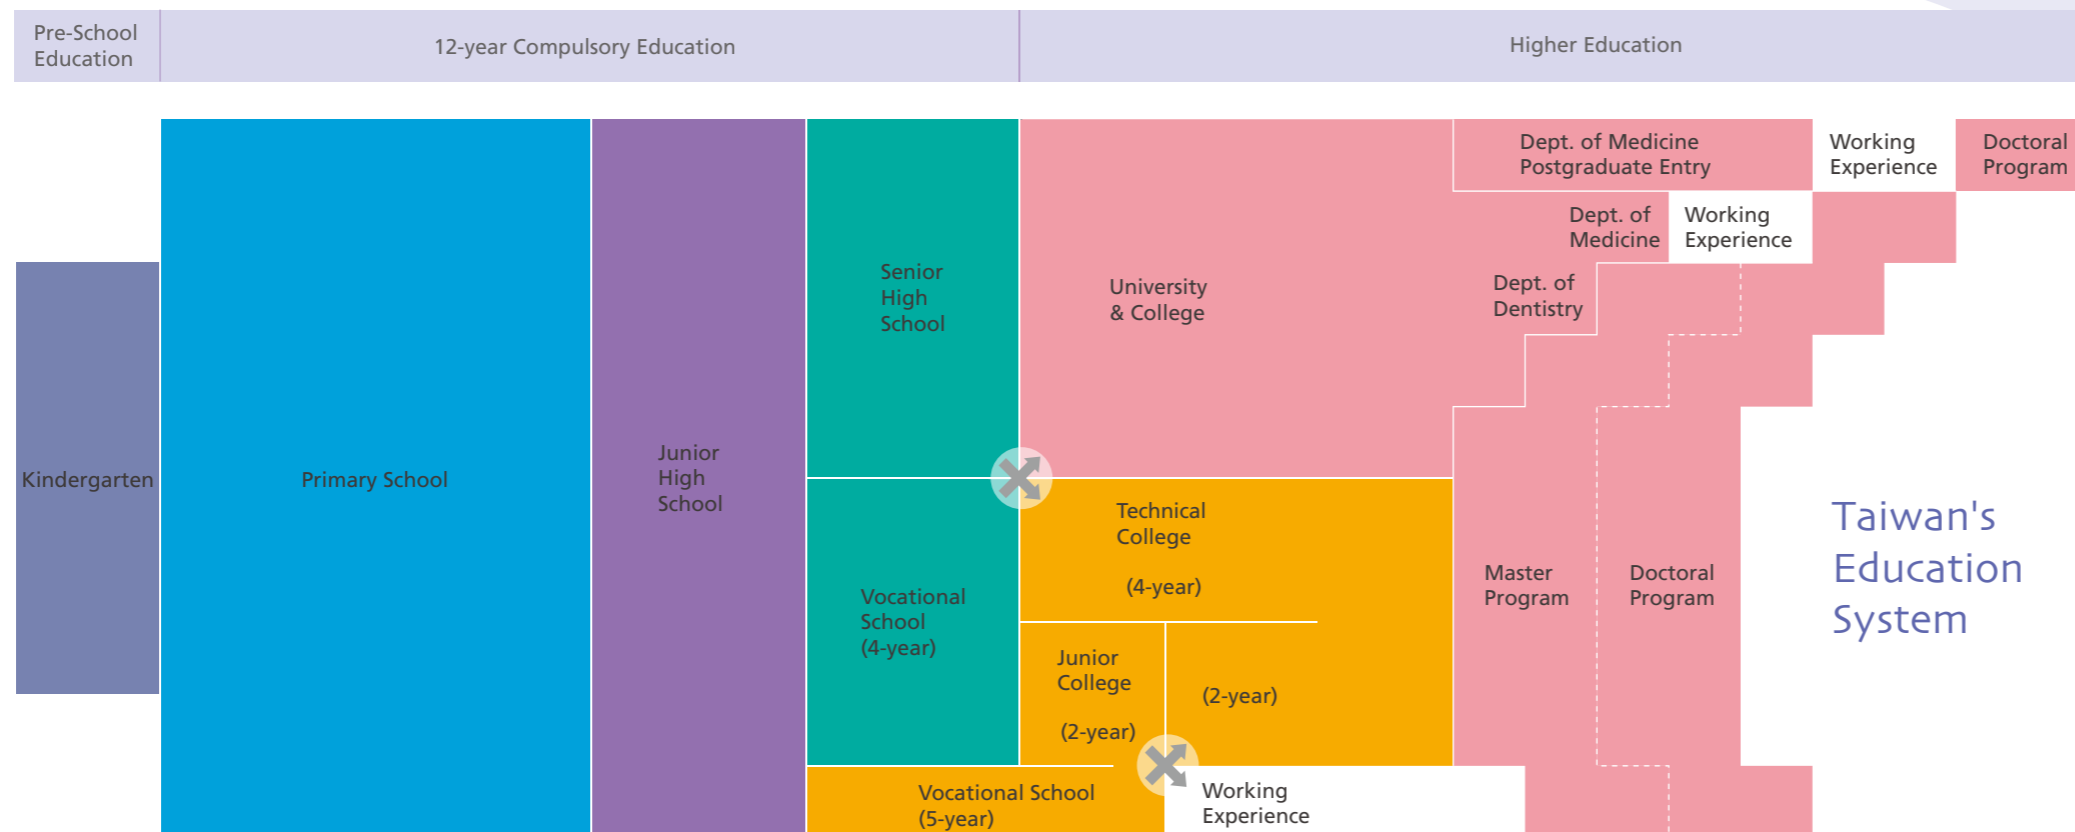 Pre-School
Education
12-year Compulsory Education
Higher Education
Kindergarten
Primary School
Junior
High
School
Senior
High
School
Vocational
School
(4-year)
University
& College
Dept. of Medicine
Postgraduate Entry
Working
Experience
Doctoral
Program
Dept. of
Medicine
Working
Experience
Dept. of
Dentistry
Technical
College
(4-year)
Junior
College
(2-year)
(2-year)
Master
Program
Doctoral
Program
Vocational School
(5-year)
Working
Experience
Taiwan's
Education
System